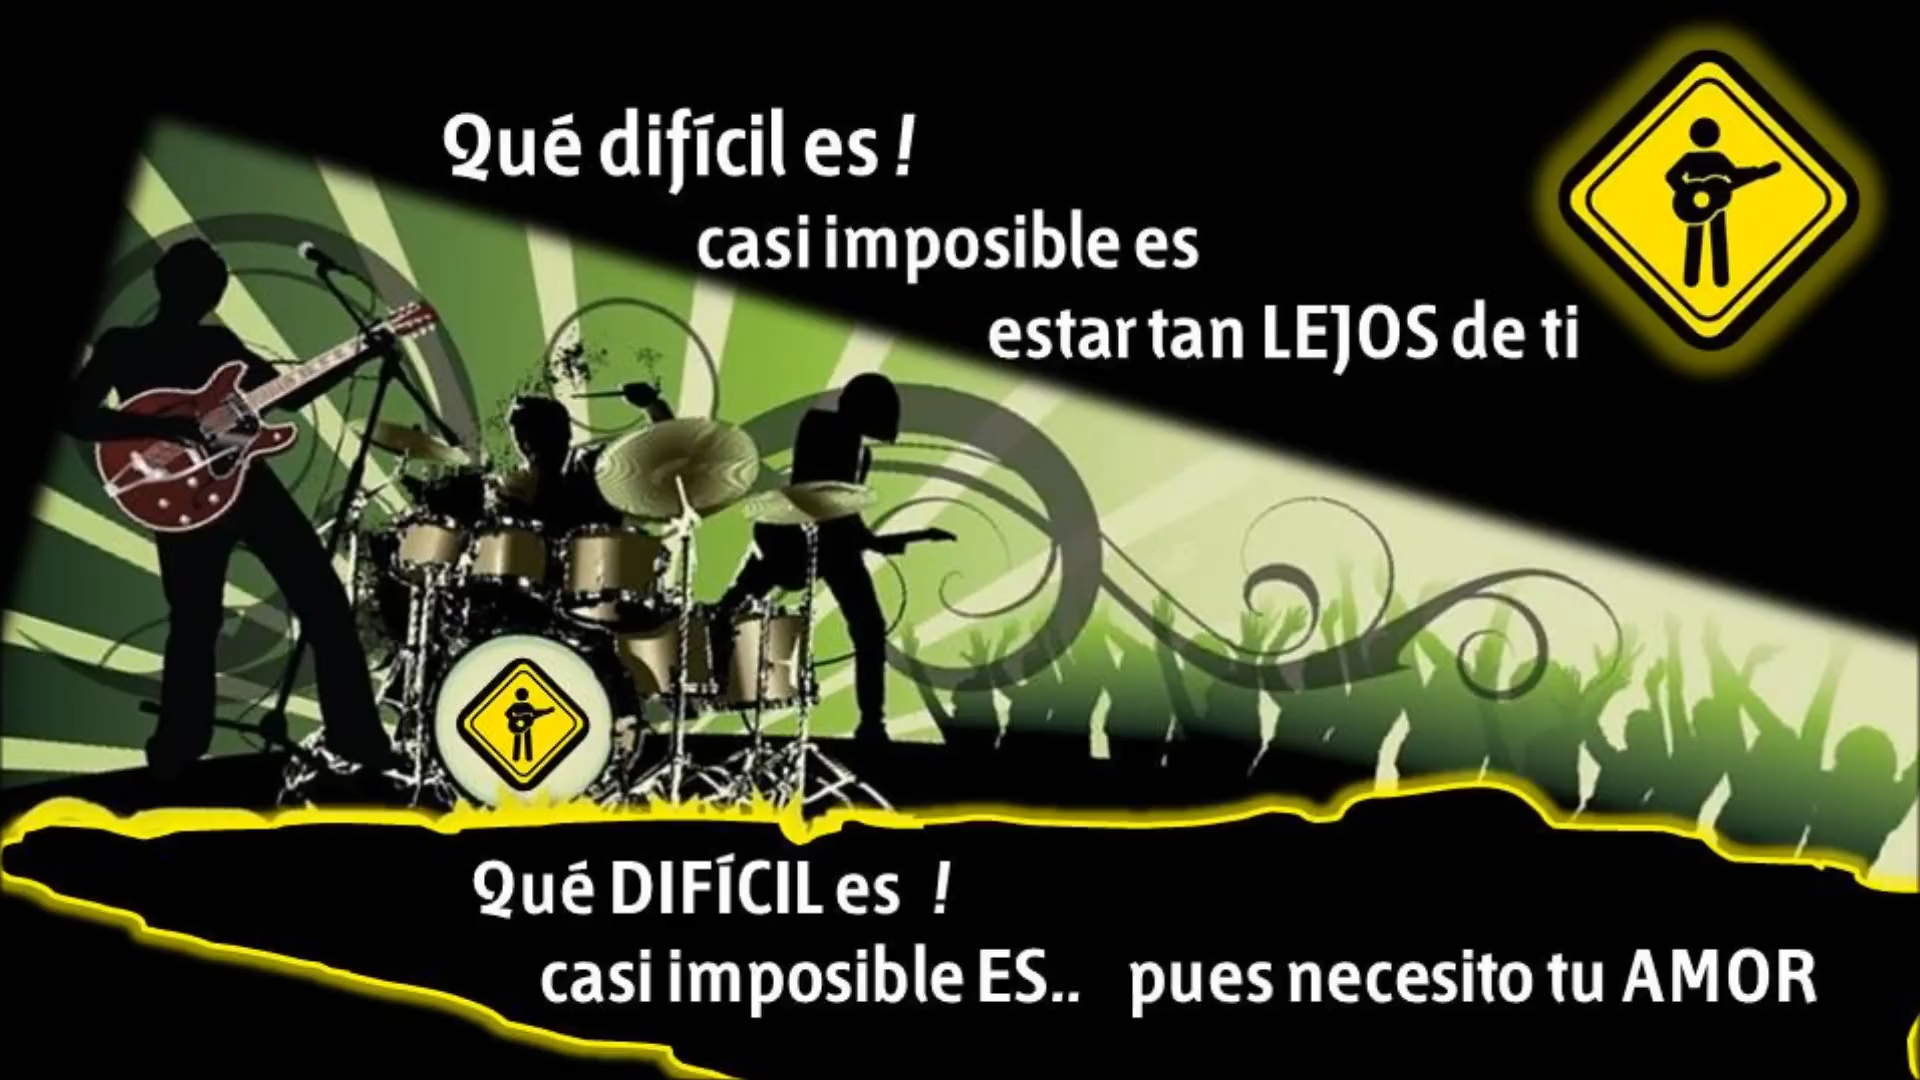 Qué difícil es !
casi imposible es
estar tan LEJOS de ti
Qué DIFÍCIL es !
casi imposible ES.. pues necesito tu AMOR